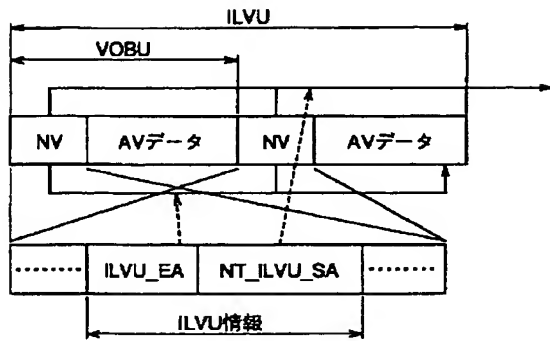 ILVU
VOBU
NV AVデータ NV AVデータ
········ ILVU_EA NT_ILVU_SA ········
ILVU情報